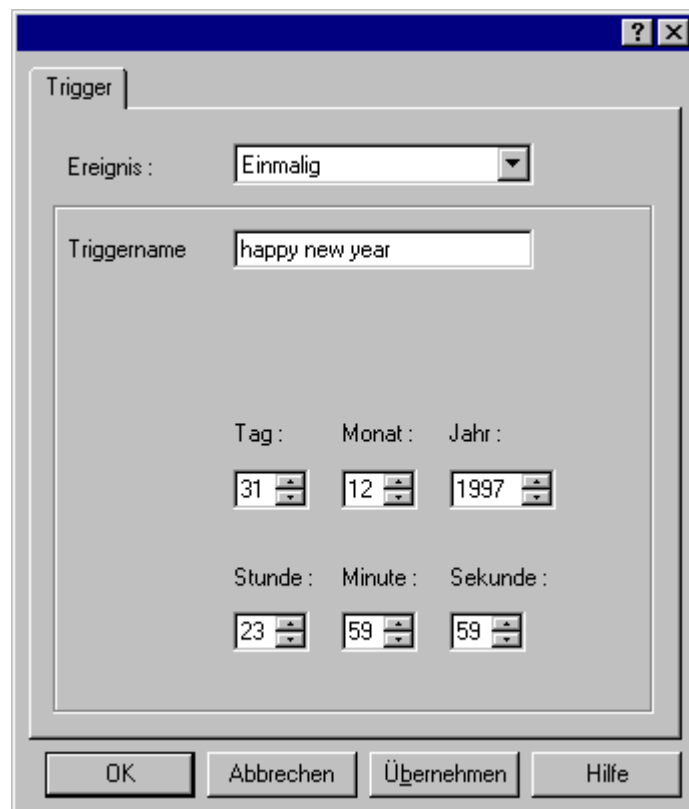 Trigger
Ereignis : Einmalig
Triggername happy new year
Tag : Monat : Jahr :
31 12 1997
Stunde : Minute : Sekunde :
23 59 59
OK Abbrechen Übernehmen Hilfe